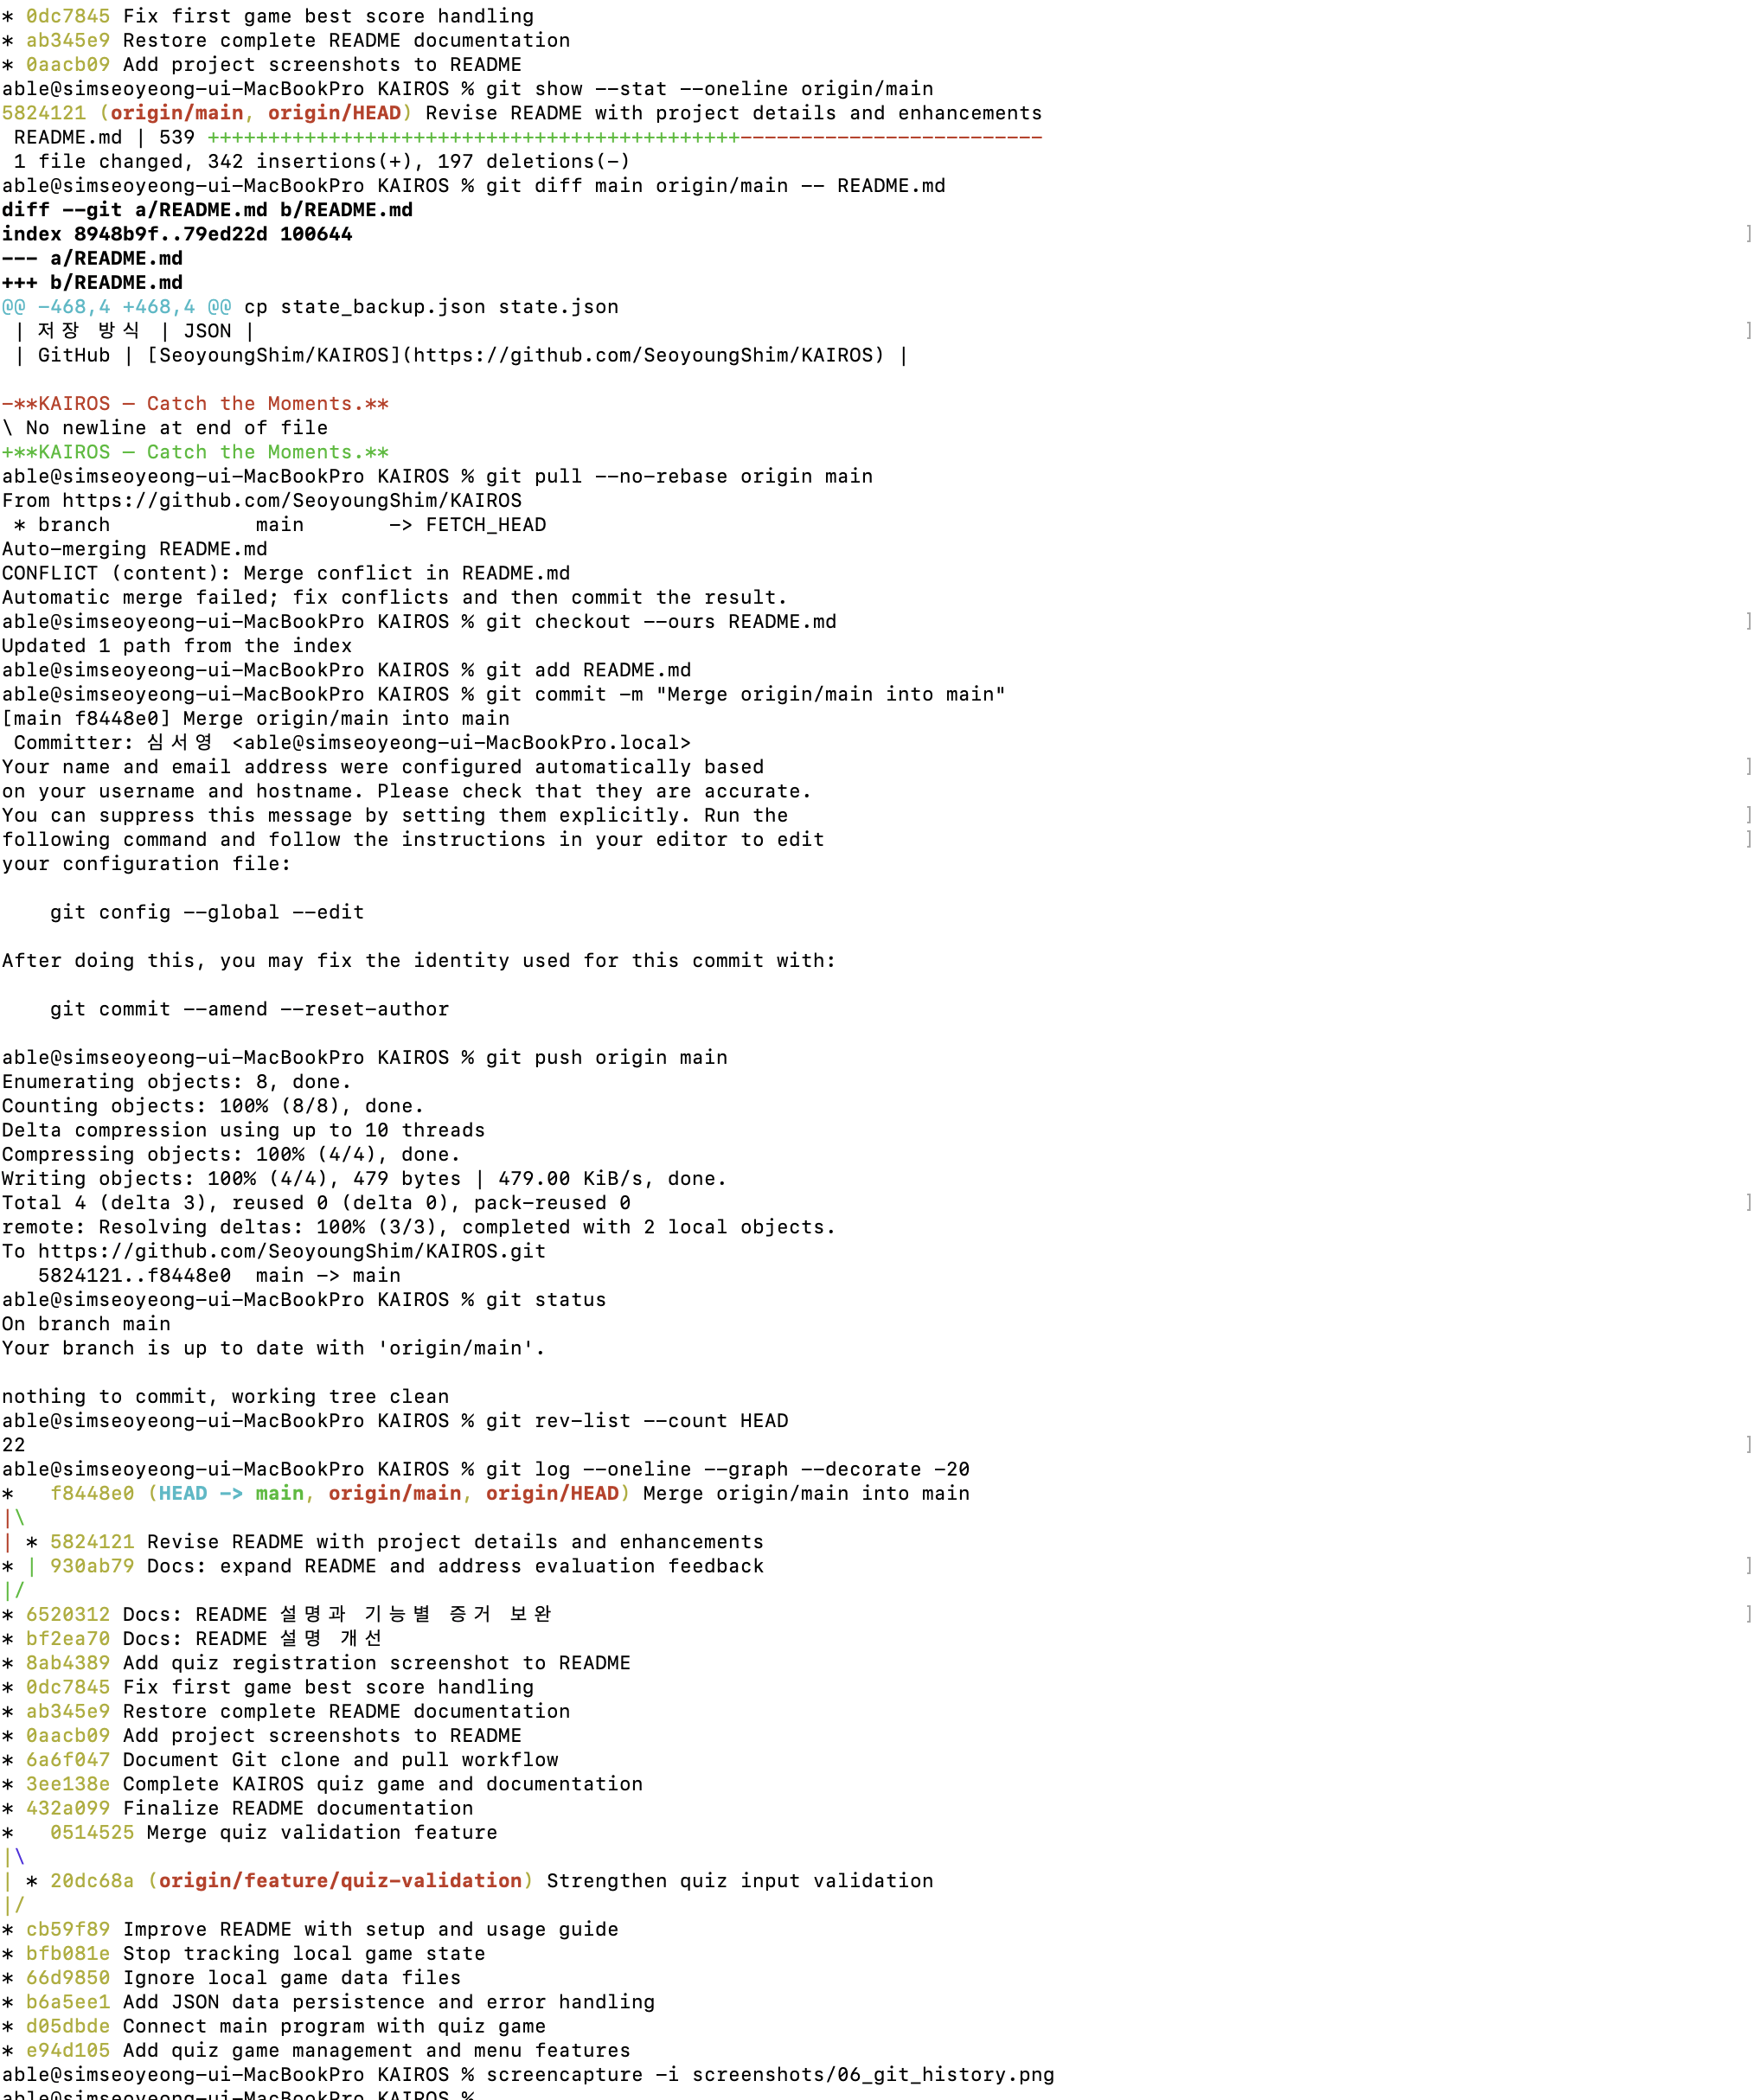 * 0dc7845 Fix first game best score handling
* ab345e9 Restore complete README documentation
* 0aacb09 Add project screenshots to README
able@simseoyeong-ui-MacBookPro KAIROS % git show --stat --oneline origin/main
5824121 (origin/main, origin/HEAD) Revise README with project details and enhancements
 README.md | 539 ++++++++++++++++++++++++++++++++++++++++++++-------------------------
 1 file changed, 342 insertions(+), 197 deletions(-)
able@simseoyeong-ui-MacBookPro KAIROS % git diff main origin/main -- README.md
diff --git a/README.md b/README.md
index 8948b9f..79ed22d 100644 ]
--- a/README.md
+++ b/README.md
@@ -468,4 +468,4 @@ cp state_backup.json state.json
 | 저장 방식 | JSON | ]
 | GitHub | [SeoyoungShim/KAIROS](https://github.com/SeoyoungShim/KAIROS) |
-**KAIROS — Catch the Moments.**
\ No newline at end of file
+**KAIROS — Catch the Moments.**
able@simseoyeong-ui-MacBookPro KAIROS % git pull --no-rebase origin main
From https://github.com/SeoyoungShim/KAIROS
 * branch            main       -> FETCH_HEAD
Auto-merging README.md
CONFLICT (content): Merge conflict in README.md
Automatic merge failed; fix conflicts and then commit the result.
able@simseoyeong-ui-MacBookPro KAIROS % git checkout --ours README.md ]
Updated 1 path from the index
able@simseoyeong-ui-MacBookPro KAIROS % git add README.md
able@simseoyeong-ui-MacBookPro KAIROS % git commit -m "Merge origin/main into main"
[main f8448e0] Merge origin/main into main
 Committer: 심서영 <able@simseoyeong-ui-MacBookPro.local>
Your name and email address were configured automatically based ]
on your username and hostname. Please check that they are accurate.
You can suppress this message by setting them explicitly. Run the ]
following command and follow the instructions in your editor to edit ]
your configuration file:
    git config --global --edit
After doing this, you may fix the identity used for this commit with:
    git commit --amend --reset-author
able@simseoyeong-ui-MacBookPro KAIROS % git push origin main
Enumerating objects: 8, done.
Counting objects: 100% (8/8), done.
Delta compression using up to 10 threads
Compressing objects: 100% (4/4), done.
Writing objects: 100% (4/4), 479 bytes | 479.00 KiB/s, done.
Total 4 (delta 3), reused 0 (delta 0), pack-reused 0 ]
remote: Resolving deltas: 100% (3/3), completed with 2 local objects.
To https://github.com/SeoyoungShim/KAIROS.git
   5824121..f8448e0  main -> main
able@simseoyeong-ui-MacBookPro KAIROS % git status
On branch main
Your branch is up to date with 'origin/main'.
nothing to commit, working tree clean
able@simseoyeong-ui-MacBookPro KAIROS % git rev-list --count HEAD
22 ]
able@simseoyeong-ui-MacBookPro KAIROS % git log --oneline --graph --decorate -20
*   f8448e0 (HEAD -> main, origin/main, origin/HEAD) Merge origin/main into main
|\
| * 5824121 Revise README with project details and enhancements
* | 930ab79 Docs: expand README and address evaluation feedback ]
|/
* 6520312 Docs: README 설명과 기능별 증거 보완 ]
* bf2ea70 Docs: README 설명 개선
* 8ab4389 Add quiz registration screenshot to README
* 0dc7845 Fix first game best score handling
* ab345e9 Restore complete README documentation
* 0aacb09 Add project screenshots to README
* 6a6f047 Document Git clone and pull workflow
* 3ee138e Complete KAIROS quiz game and documentation
* 432a099 Finalize README documentation
*   0514525 Merge quiz validation feature
|\
| * 20dc68a (origin/feature/quiz-validation) Strengthen quiz input validation
|/
* cb59f89 Improve README with setup and usage guide
* bfb081e Stop tracking local game state
* 66d9850 Ignore local game data files
* b6a5ee1 Add JSON data persistence and error handling
* d05dbde Connect main program with quiz game
* e94d105 Add quiz game management and menu features
able@simseoyeong-ui-MacBookPro KAIROS % screencapture -i screenshots/06_git_history.png
able@simseoyeong-ui-MacBookPro KAIROS %